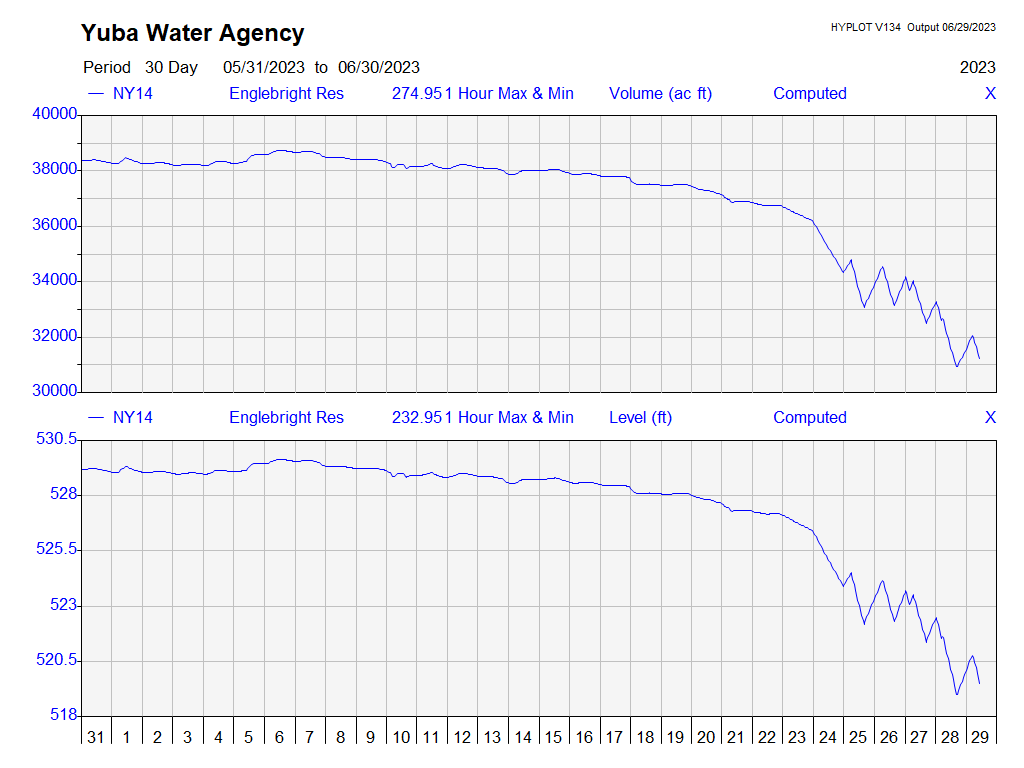 Yuba Water Agency
HYPLOT V134 Output 06/29/2023
Period 30 Day 05/31/2023 to 06/30/2023 2023
NY14 Englebright Res 274.951 Hour Max & Min Volume (ac ft) Computed X
40000
38000
36000
34000
32000
30000
NY14 Englebright Res 232.951 Hour Max & Min Level (ft) Computed X
530.5
528
525.5
523
520.5
518
31 1 2 3 4 5 6 7 8 9 10 11 12 13 14 15 16 17 18 19 20 21 22 23 24 25 26 27 28 29